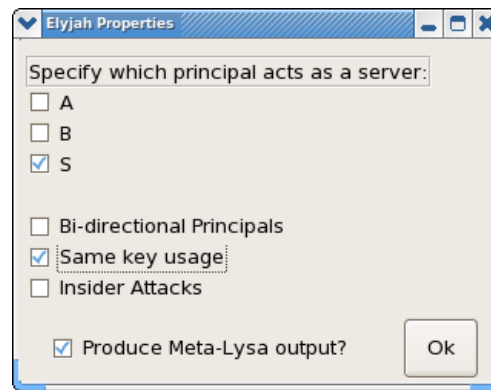 Elyjah Properties
Specify which principal acts as a server:
A
B
S
Bi-directional Principals
Same key usage
Insider Attacks
Produce Meta-Lysa output?
Ok